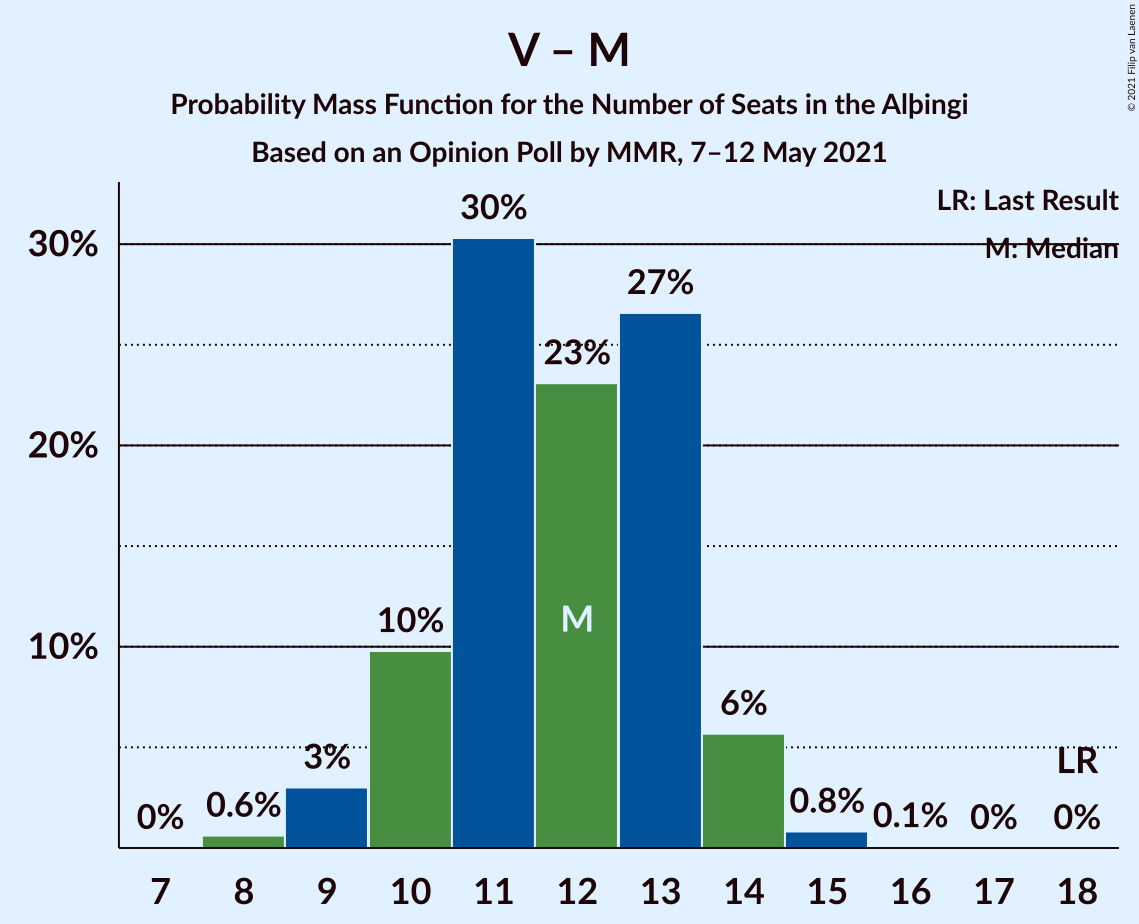 V – M
Probability Mass Function for the Number of Seats in the Alþingi
Based on an Opinion Poll by MMR, 7–12 May 2021
© 2021 Filip van Laenen
LR: Last Result
M: Median
30%
20%
10%
0%
0.6%
3%
10%
30%
23%
27%
6%
0.8%
0.1%
0%
0%
M
LR
7 8 9 10 11 12 13 14 15 16 17 18